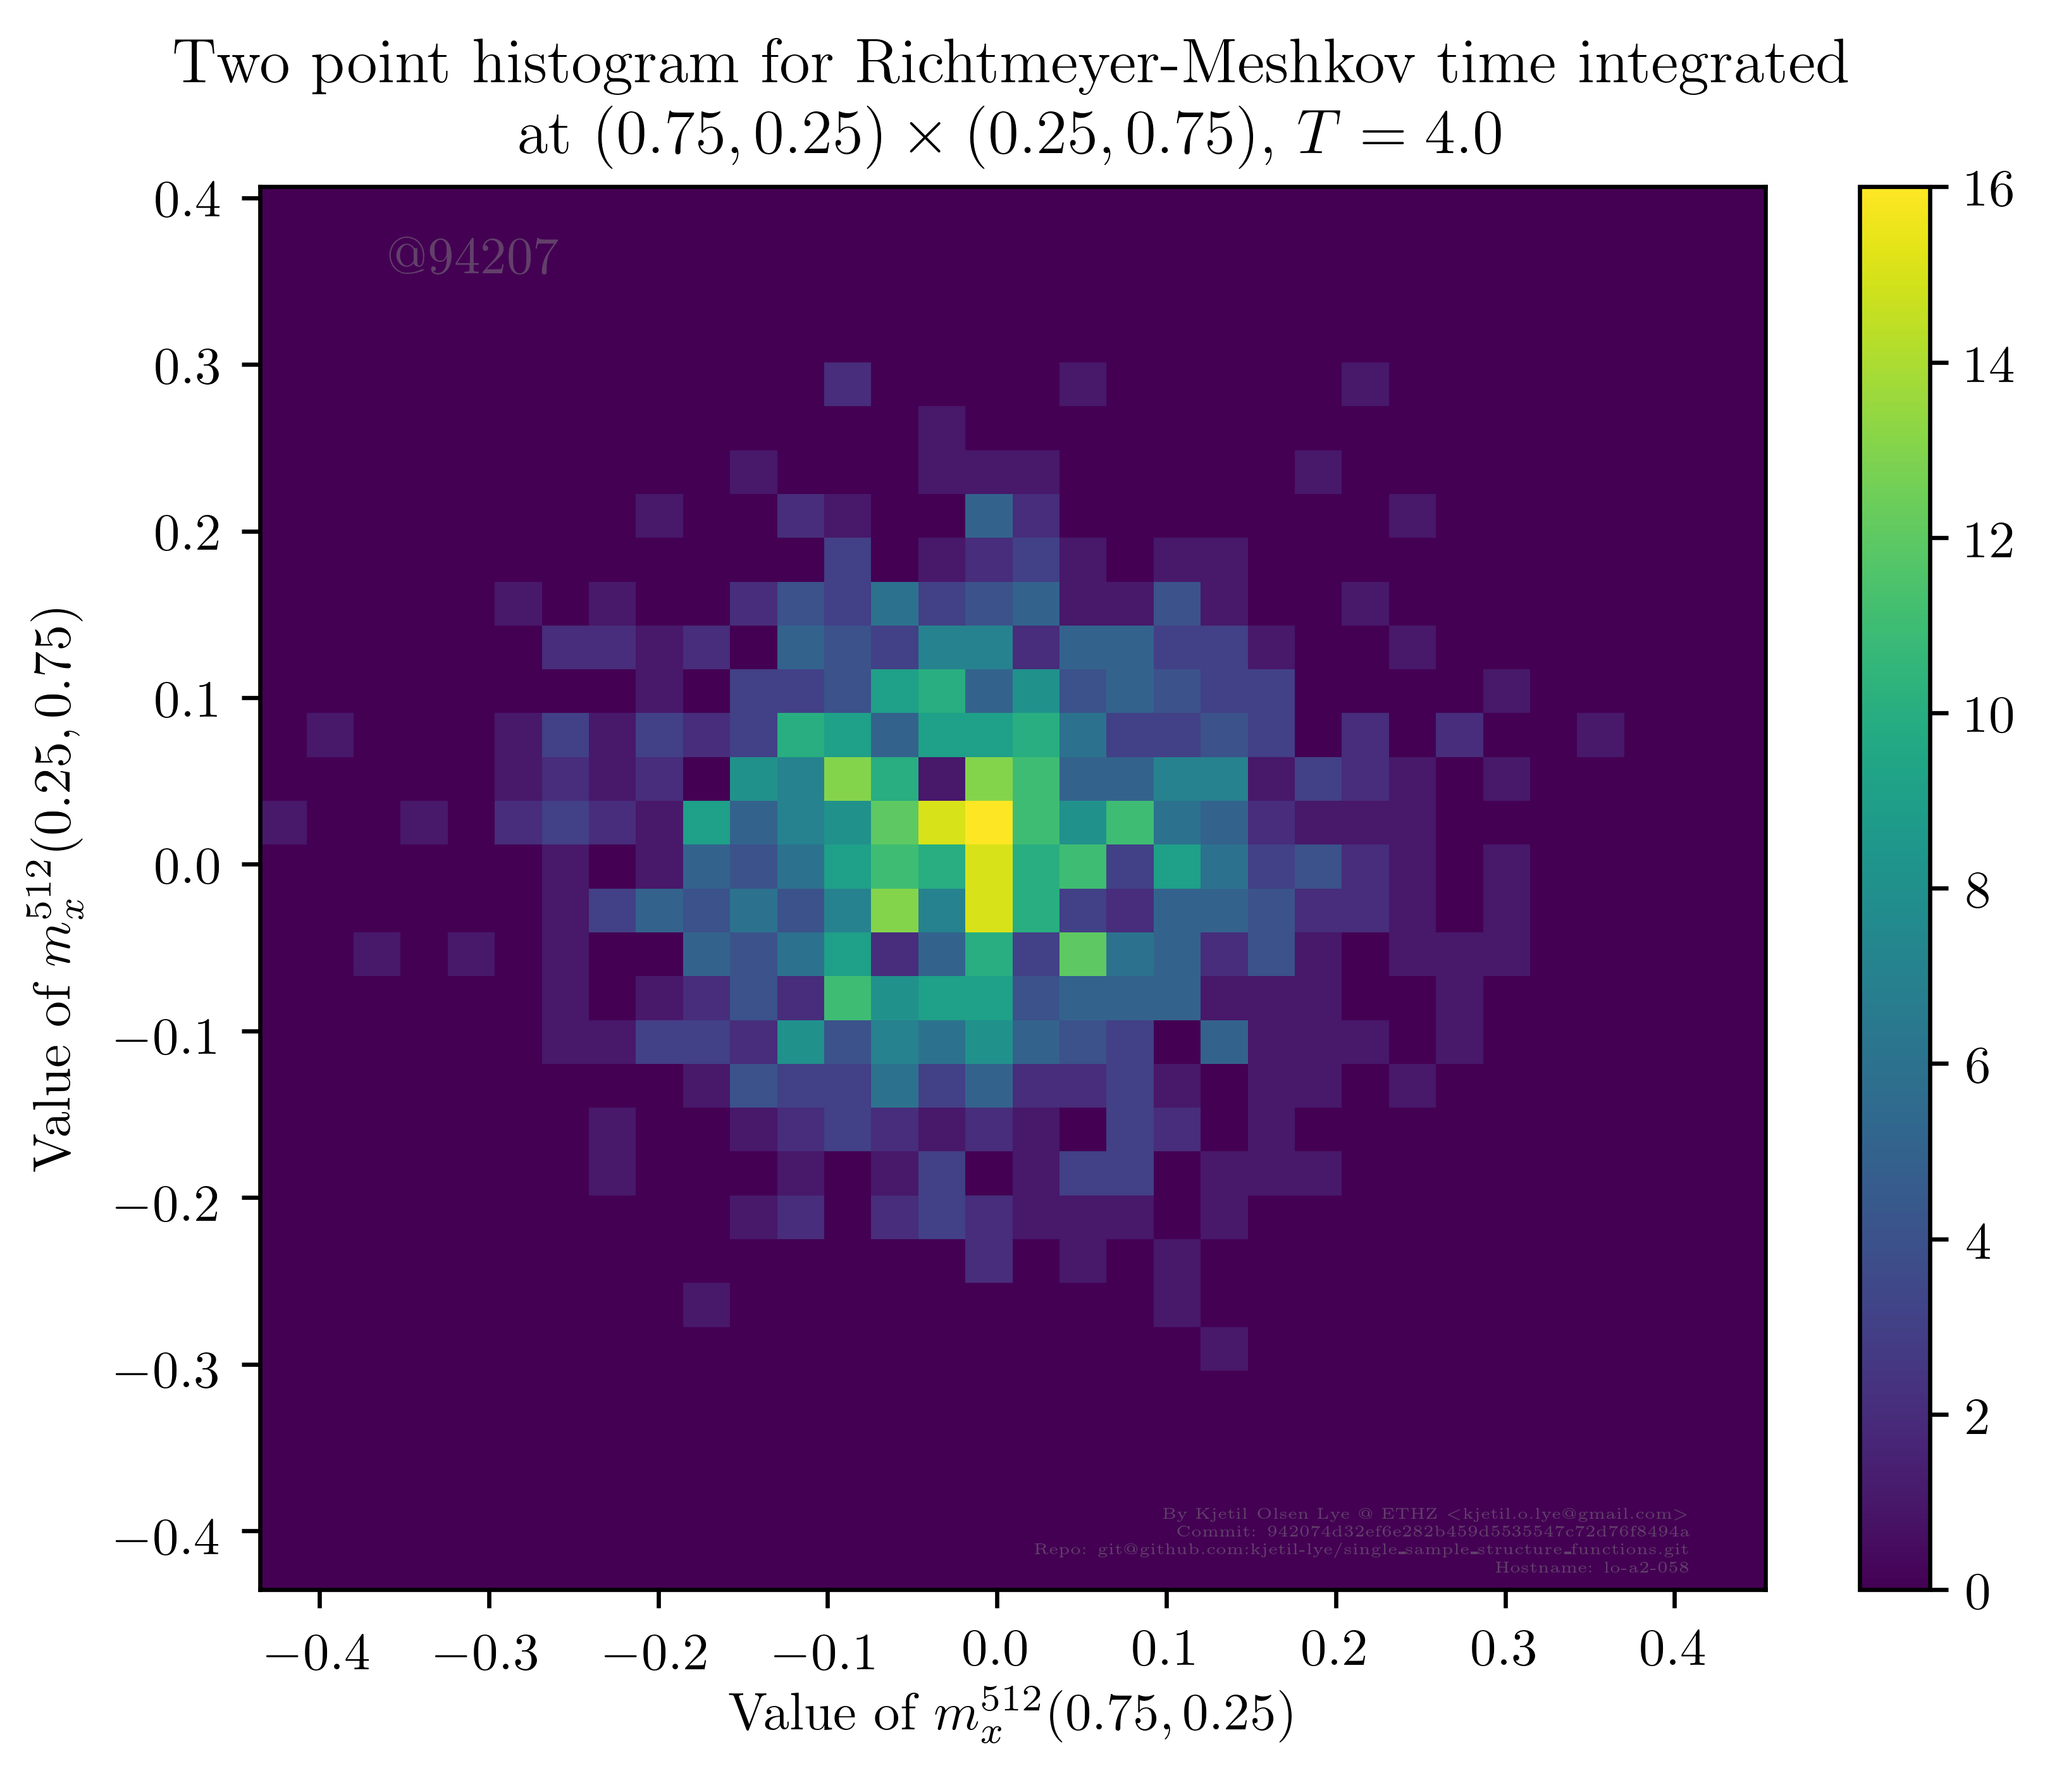 Two point histogram for Richtmeyer-Meshkov time integrated
at (0.75, 0.25) × (0.25, 0.75), T = 4.0
@94207
Value of m_x^512(0.25, 0.75)
0.4
0.3
0.2
0.1
0.0
−0.1
−0.2
−0.3
−0.4
−0.4 −0.3 −0.2 −0.1 0.0 0.1 0.2 0.3 0.4
Value of m_x^512(0.75, 0.25)
16
14
12
10
8
6
4
2
0
By Kjetil Olsen Lye @ ETHZ <kjetil.o.lye@gmail.com>
Commit: 942074d32ef6e282b459d5535547c72d76f8494a
Repo: git@github.com:kjetil-lye/single_sample_structure_functions.git
Hostname: lo-a2-058